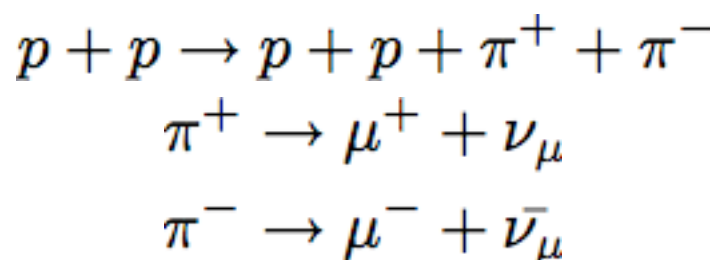 p + p → p + p + π⁺ + π⁻
π⁺ → μ⁺ + ν_μ
π⁻ → μ⁻ + ν̄_μ